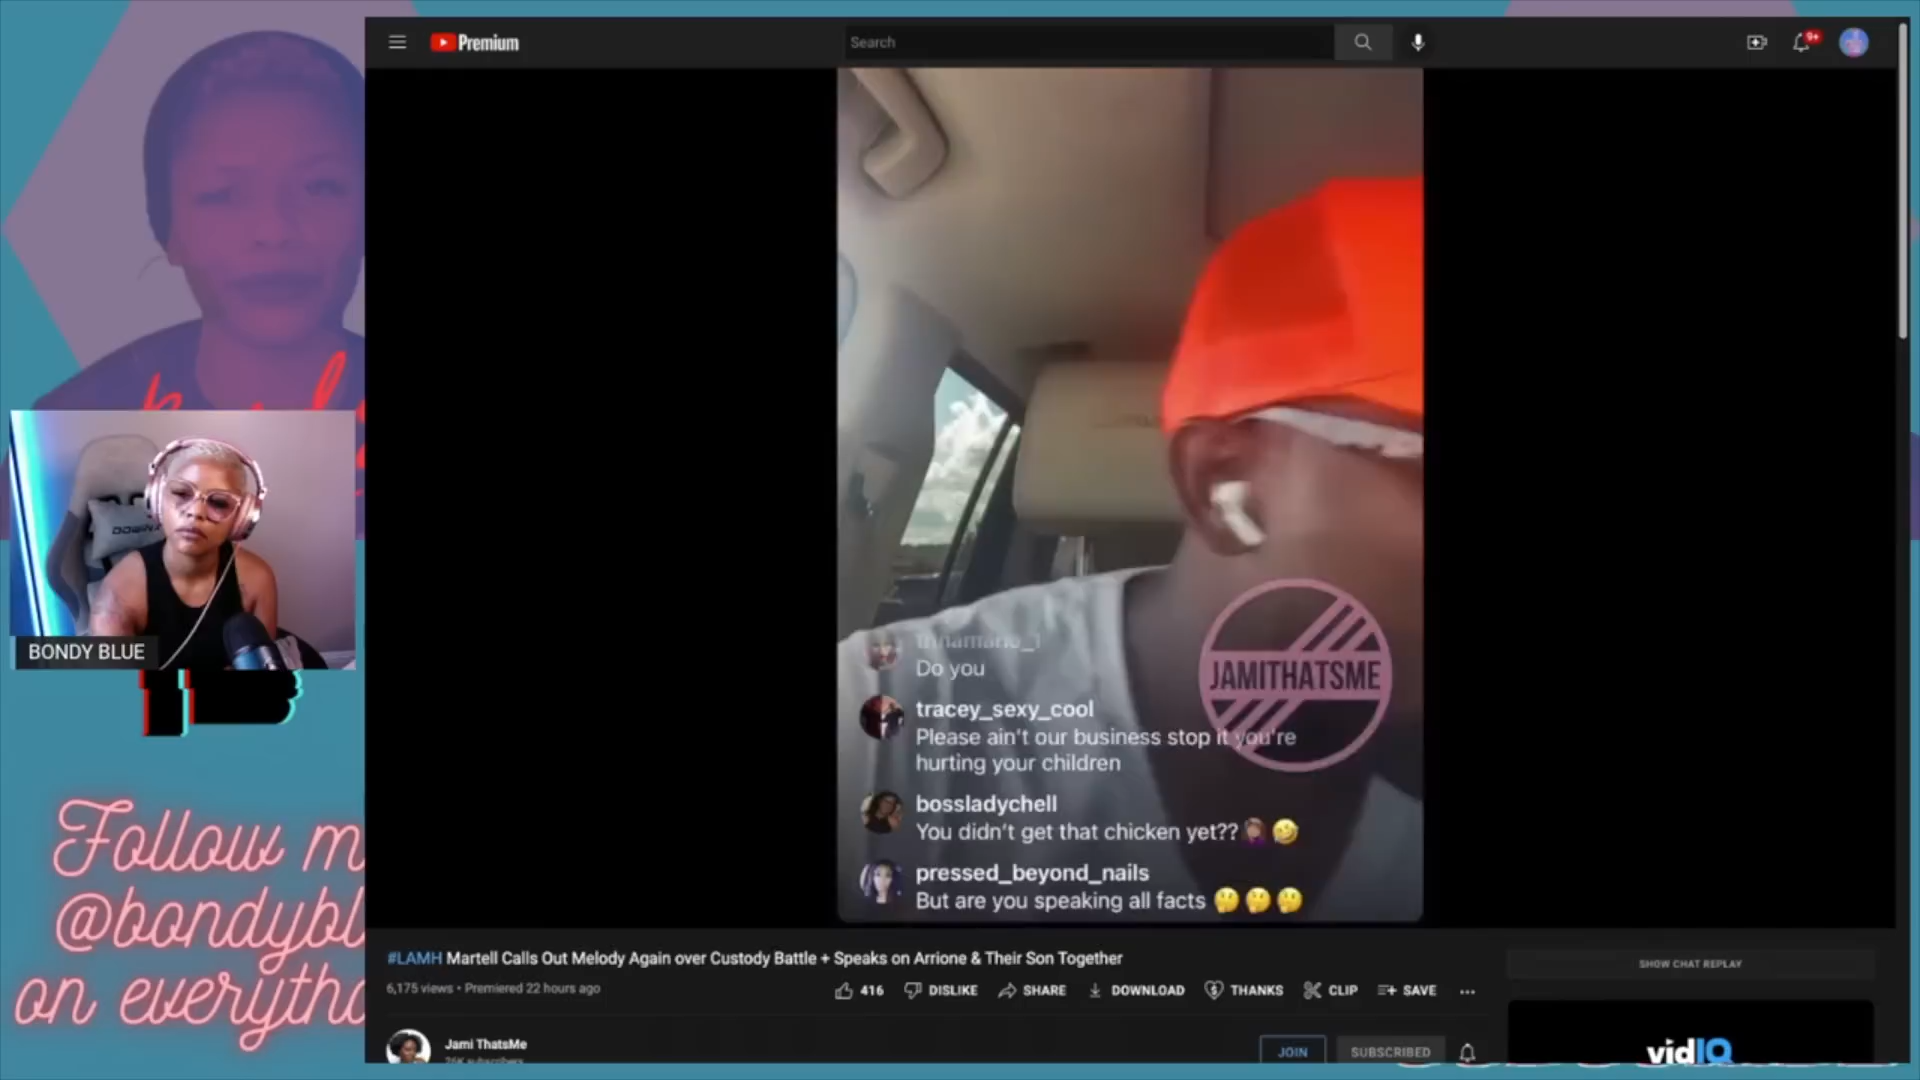 Premium
Search
9+
Do you
tracey_sexy_cool
Please ain't our business stop it you're
hurting your children
bossladychell
You didn't get that chicken yet??🤦🏽‍♀️🤣
pressed_beyond_nails
But are you speaking all facts 🤔🤔🤔
JAMITHATSME
BONDY BLUE
Follow m
@bondybl
on everyth
#LAMH Martell Calls Out Melody Again over Custody Battle + Speaks on Arrione & Their Son Together
6,175 views • Premiered 22 hours ago
416
DISLIKE
SHARE
DOWNLOAD
THANKS
CLIP
SAVE
SHOW CHAT REPLAY
Jami ThatsMe
JOIN
SUBSCRIBED
vidIQ